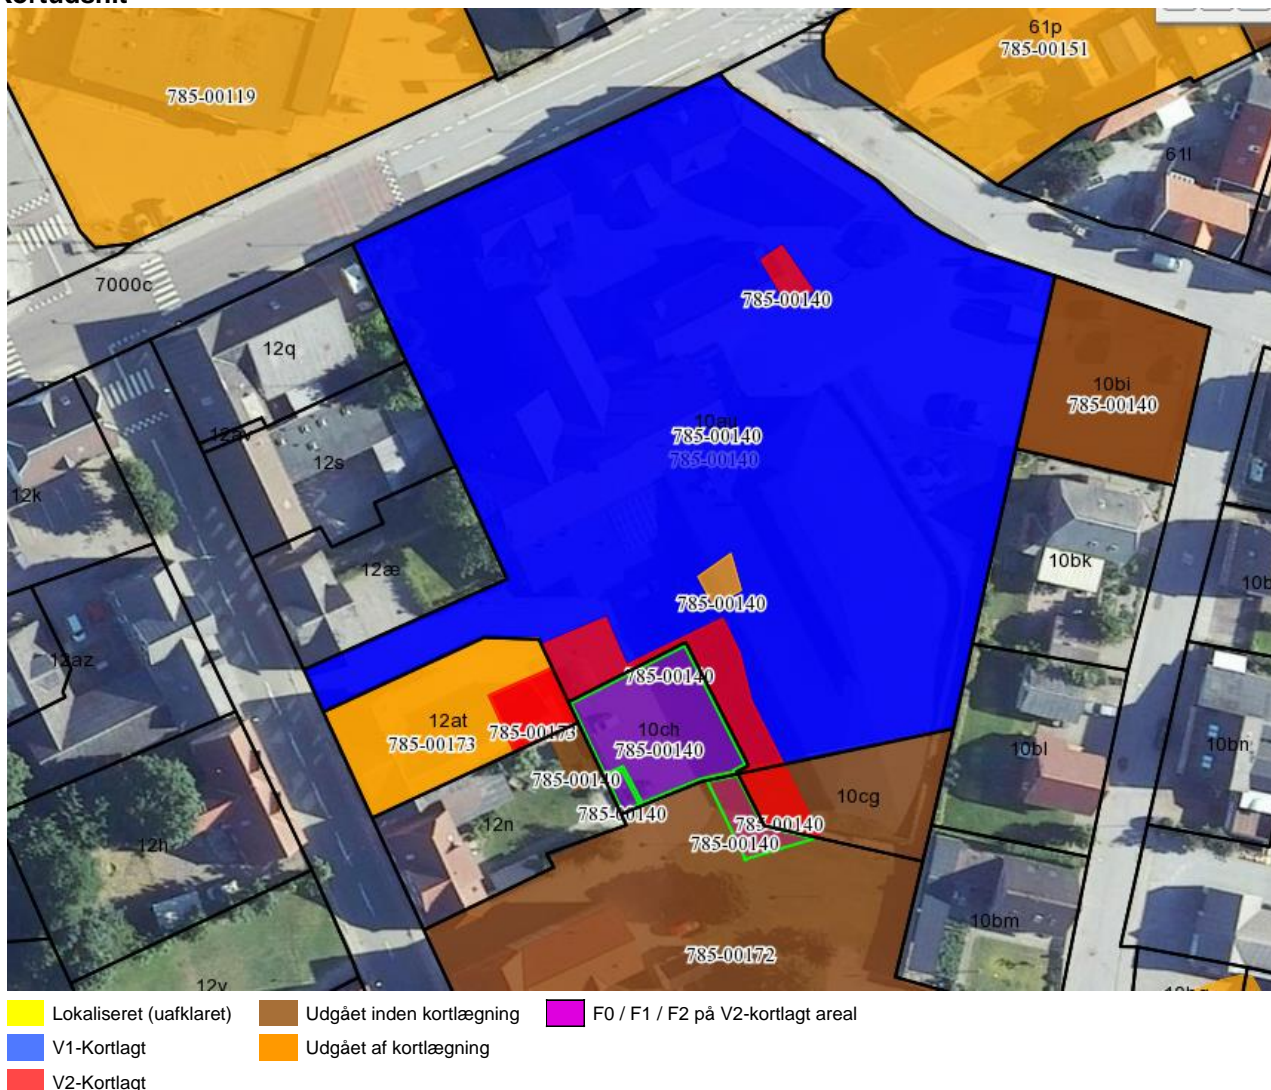 Kortudsnit
61p
785-00151
785-00119
61l
7000c
785-00140
12q
10bi
785-00140
10au
785-00140
785-00140
12av
12s
12k
10bk
12æ
785-00140
12az
785-00140
12at
785-00173
785-00173
10ch
785-00140
10bl
10bn
785-00140
10cg
785-00140
12n
785-00140
785-00140
12h
10bm
785-00172
12v
Lokaliseret (uafklaret)
Udgået inden kortlægning
F0 / F1 / F2 på V2-kortlagt areal
V1-Kortlagt
Udgået af kortlægning
V2-Kortlagt